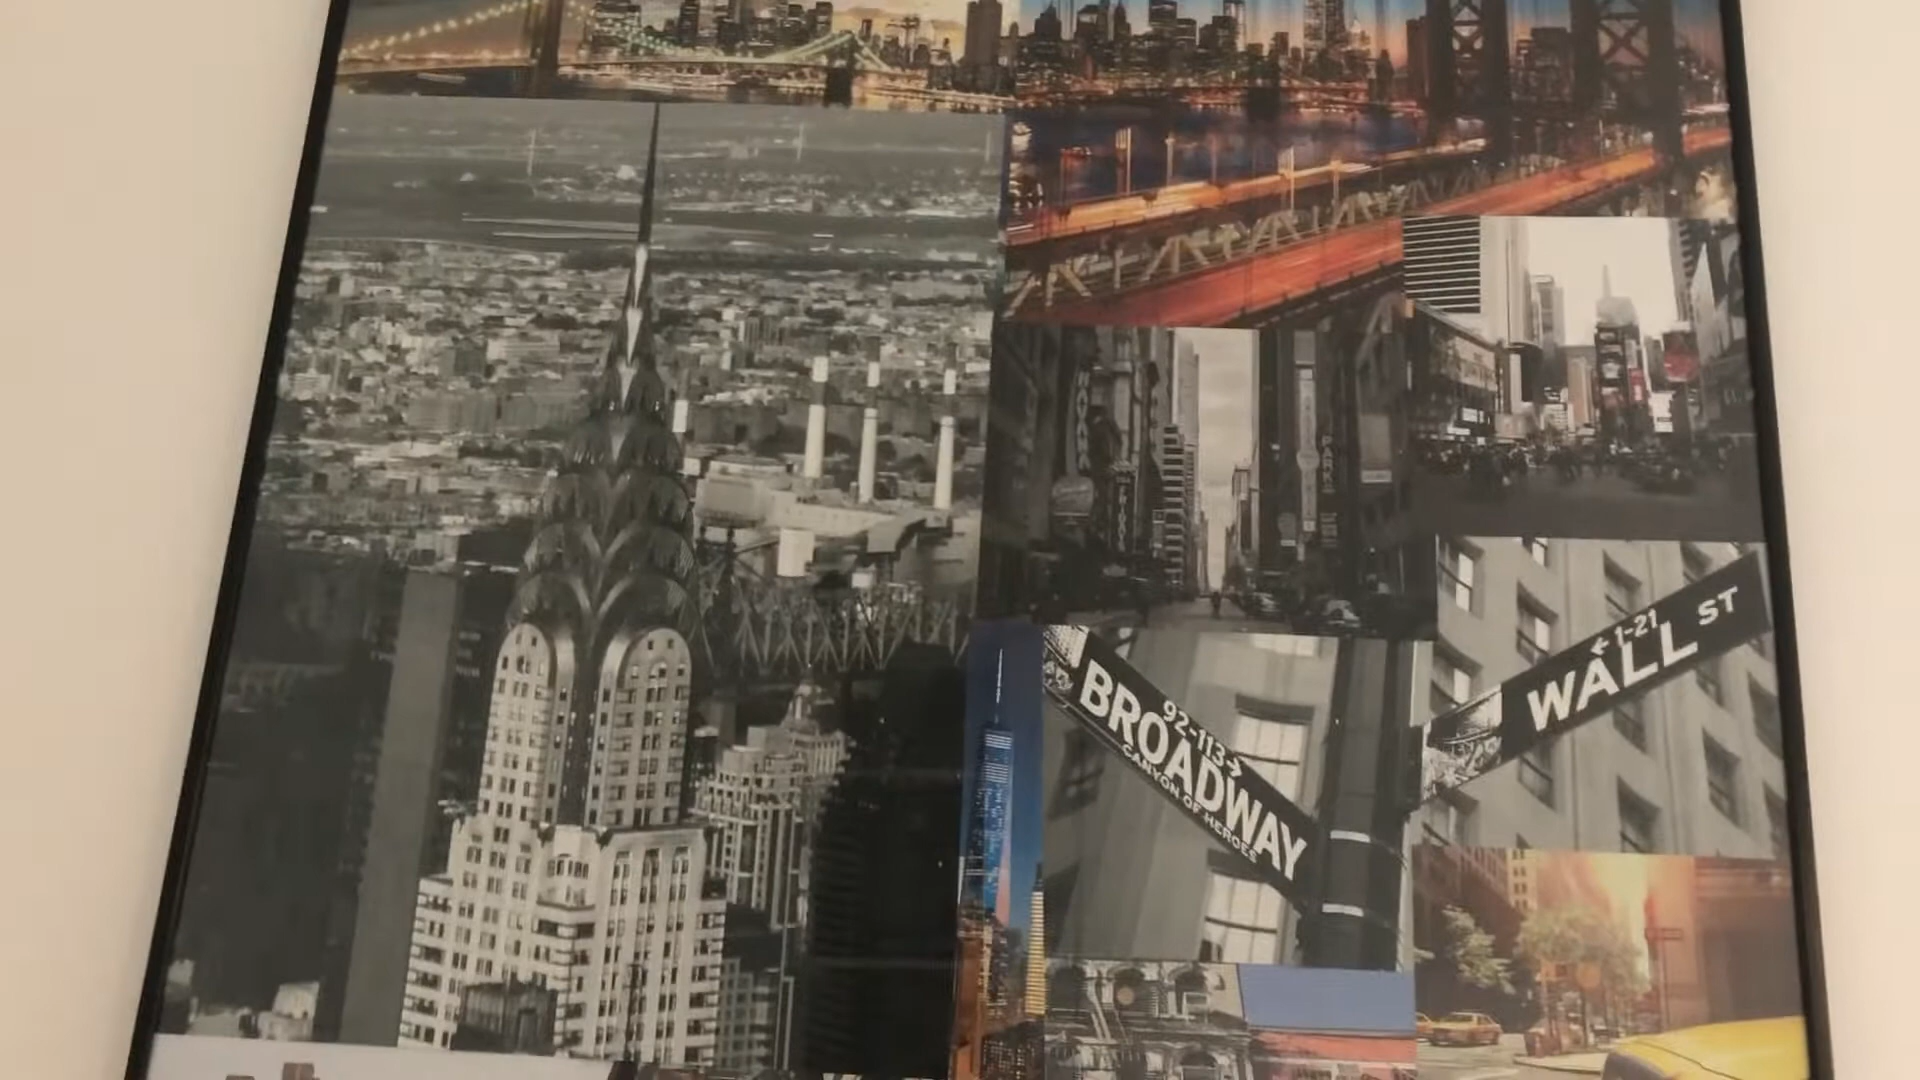 ← 1-21
WALL ST
92-113→
BROADWAY
CANYON OF HEROES